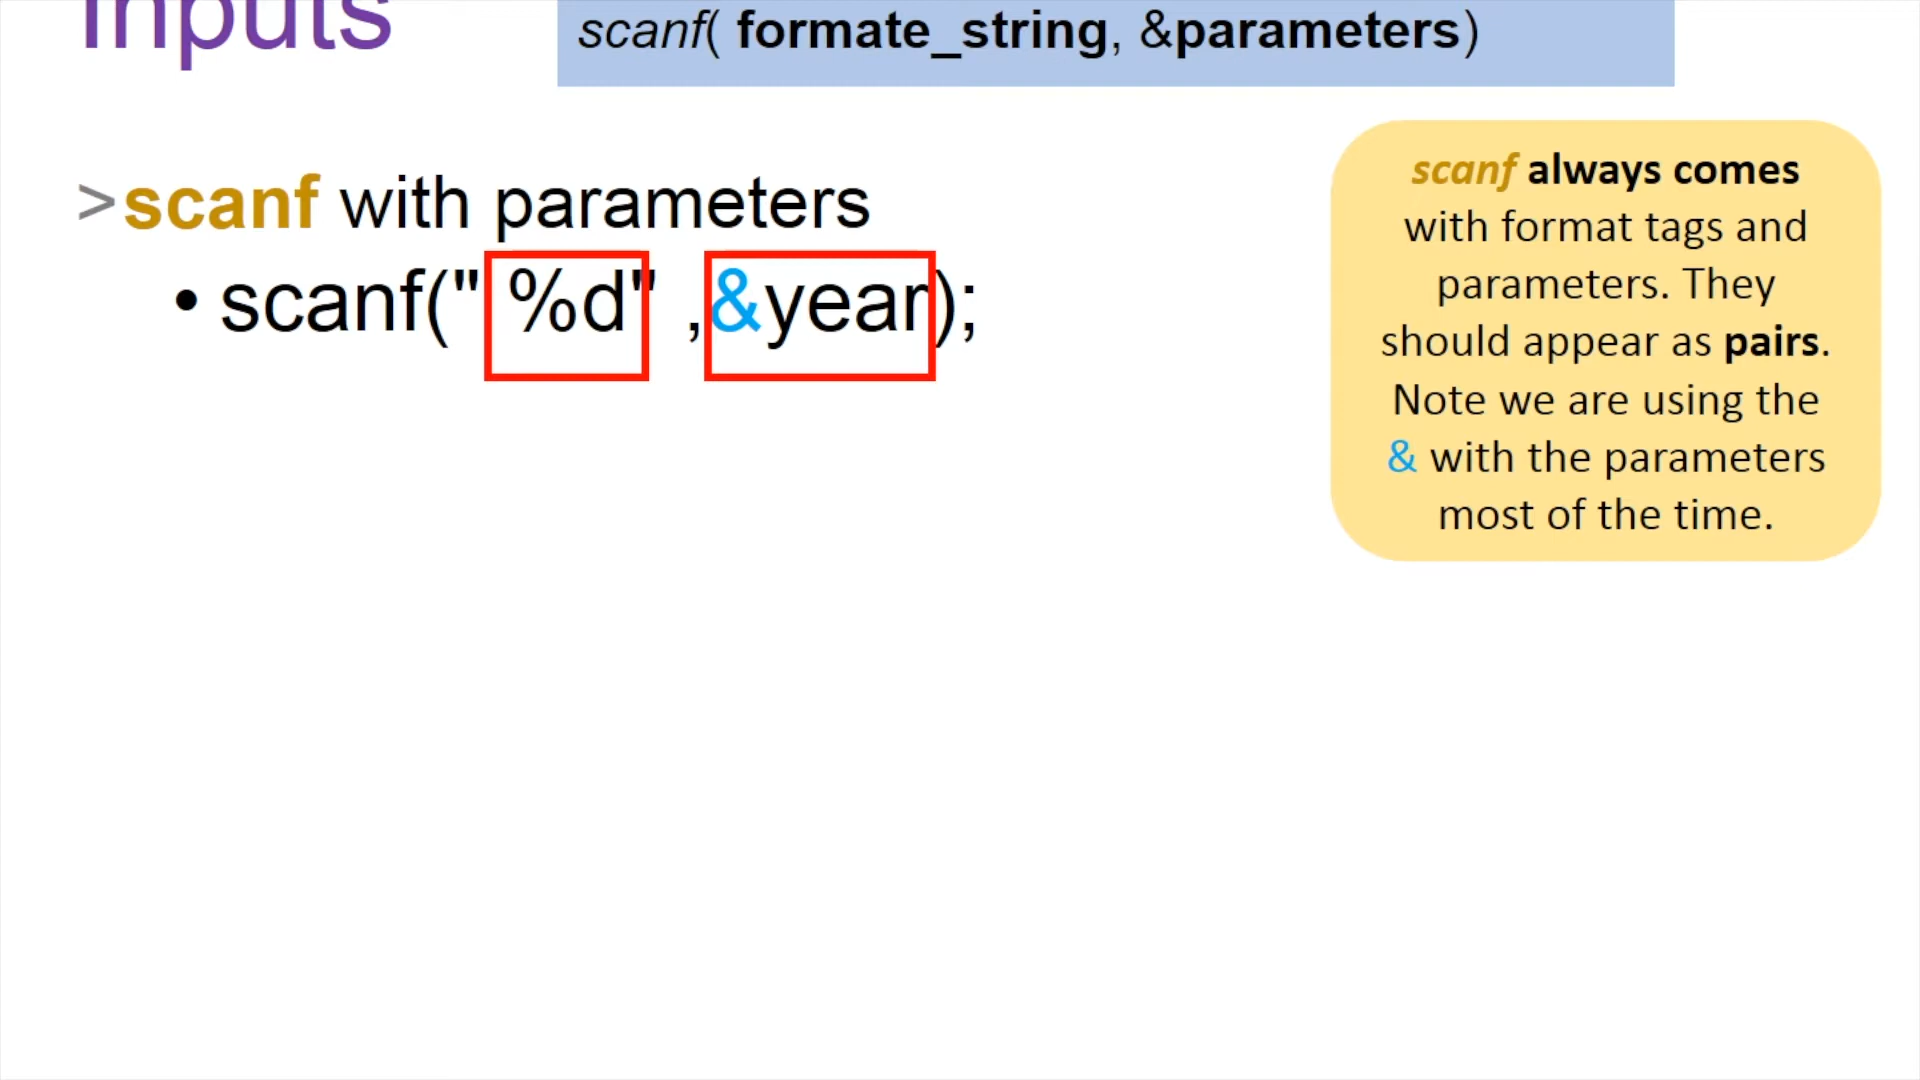 Inputs
scanf( formate_string, &parameters)
>scanf with parameters
• scanf(" %d" ,&year);
scanf always comes
with format tags and
parameters. They
should appear as pairs.
Note we are using the
& with the parameters
most of the time.